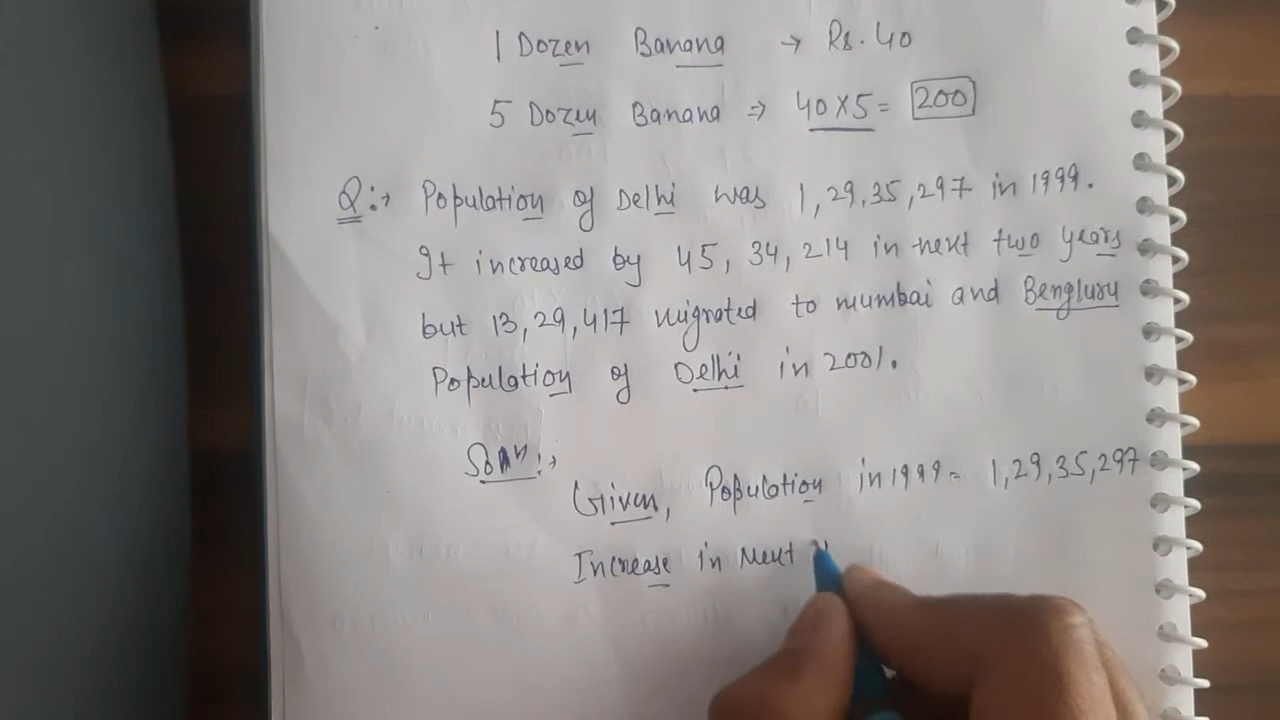 1 Dozen Banana → Rs. 40
5 Dozen Banana ⇒ 40×5 = 200
Q:→ Population of Delhi was 1,29,35,297 in 1999.
It increased by 45, 34, 214 in next two years
but 13,29,417 migrated to mumbai and Bengluru
Population of Delhi in 2001.
Soln:→
Given, Population in 1999 = 1,29,35,297
Increase in Next